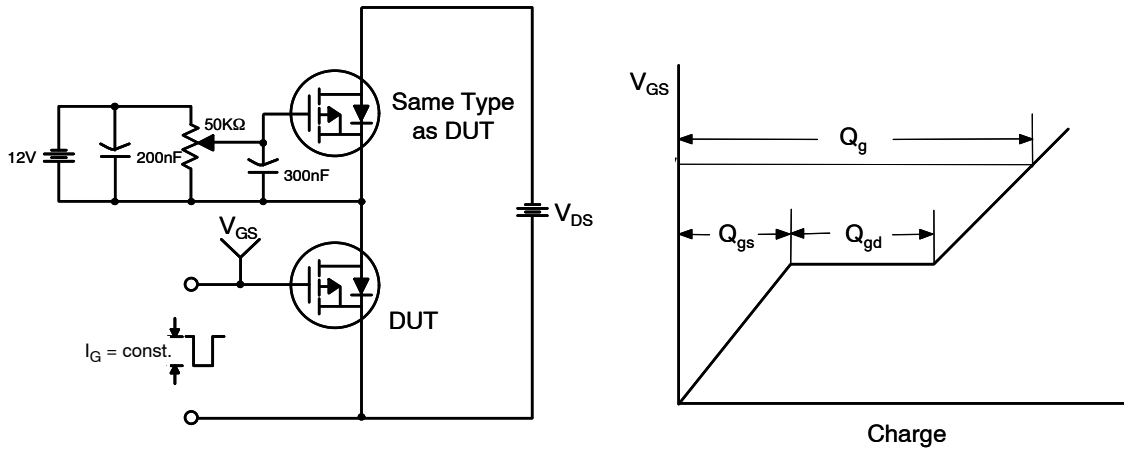 Same Type
as DUT
50KΩ
12V
200nF
300nF
V_DS
V_GS
DUT
I_G = const.
V_GS
Q_g
Q_gs
Q_gd
Charge